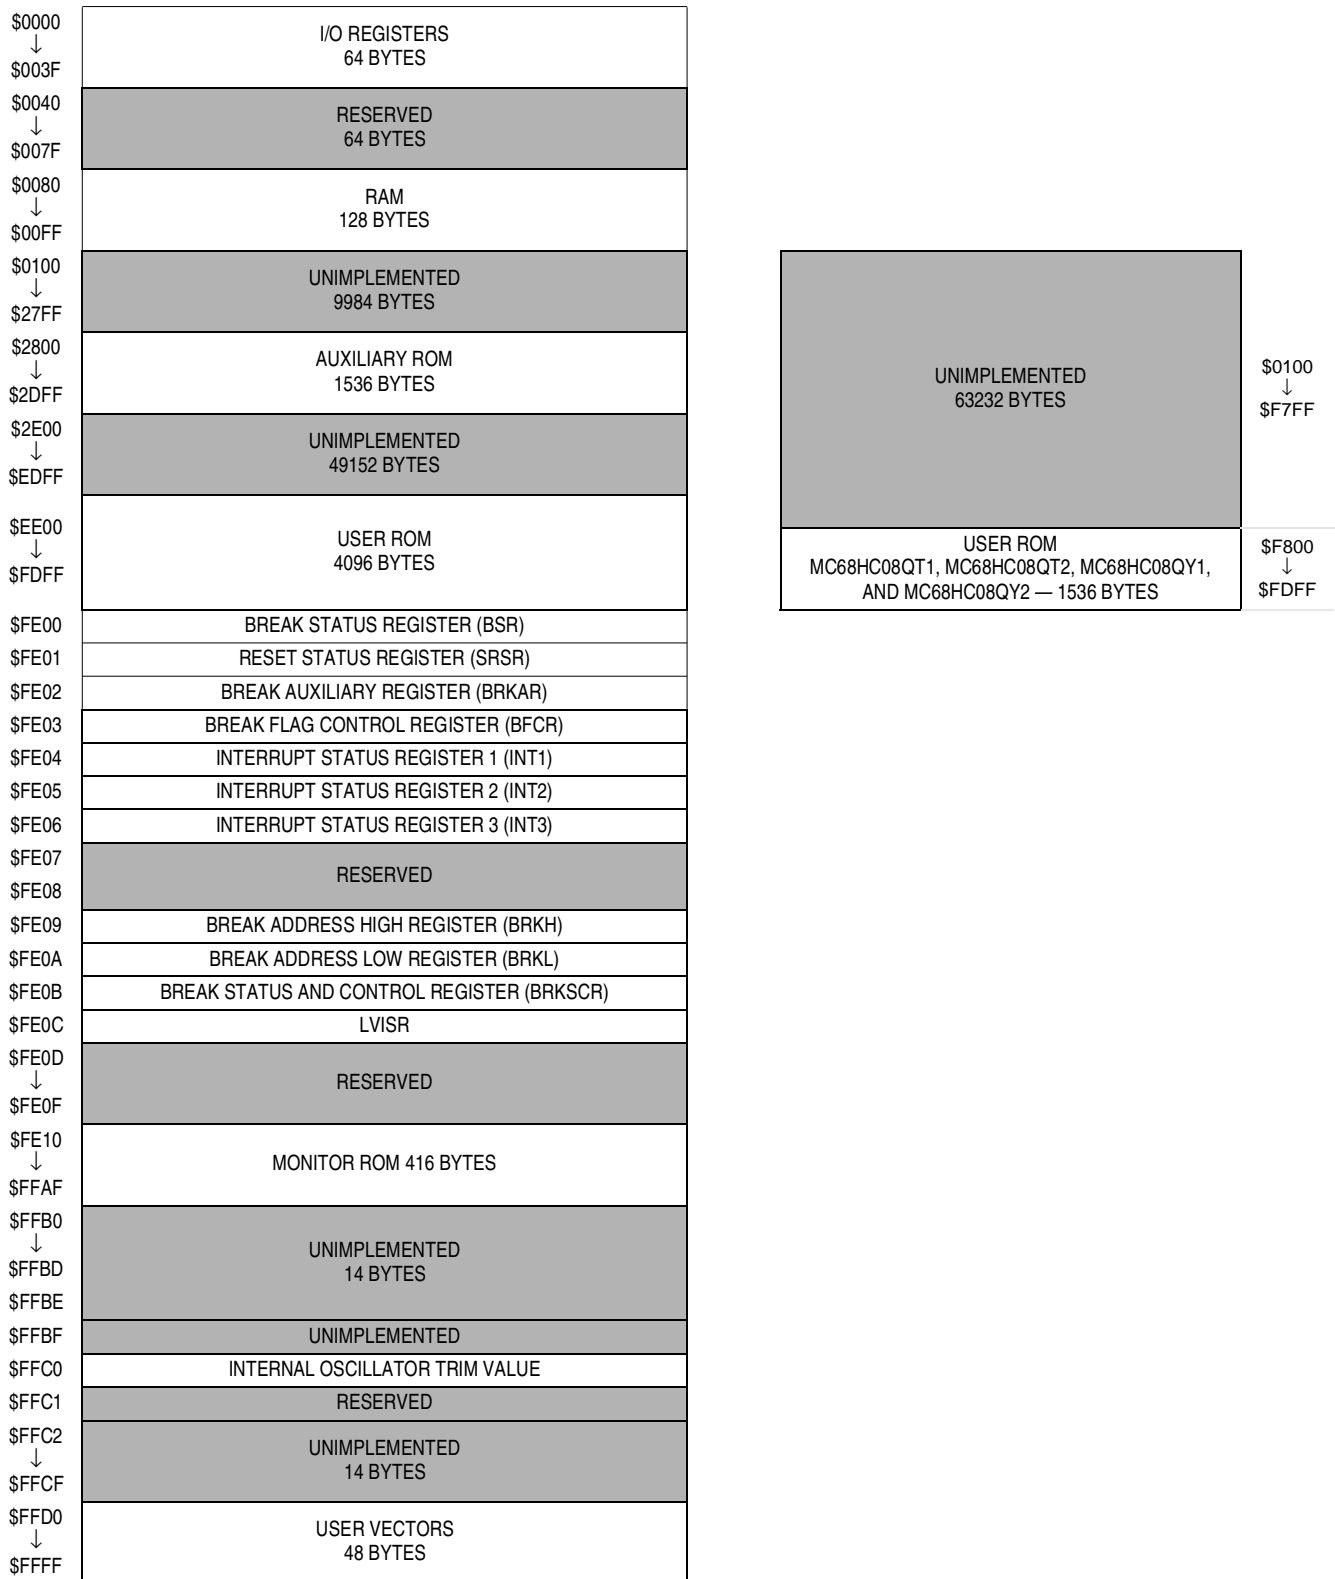 $0000
↓
$003F
I/O REGISTERS
64 BYTES
$0040
↓
$007F
RESERVED
64 BYTES
$0080
↓
$00FF
RAM
128 BYTES
$0100
↓
$27FF
UNIMPLEMENTED
9984 BYTES
$2800
↓
$2DFF
AUXILIARY ROM
1536 BYTES
$2E00
↓
$EDFF
UNIMPLEMENTED
49152 BYTES
$EE00
↓
$FDFF
USER ROM
4096 BYTES
UNIMPLEMENTED
63232 BYTES
$0100
↓
$F7FF
USER ROM
MC68HC08QT1, MC68HC08QT2, MC68HC08QY1,
AND MC68HC08QY2 — 1536 BYTES
$F800
↓
$FDFF
$FE00 BREAK STATUS REGISTER (BSR)
$FE01 RESET STATUS REGISTER (SRSR)
$FE02 BREAK AUXILIARY REGISTER (BRKAR)
$FE03 BREAK FLAG CONTROL REGISTER (BFCR)
$FE04 INTERRUPT STATUS REGISTER 1 (INT1)
$FE05 INTERRUPT STATUS REGISTER 2 (INT2)
$FE06 INTERRUPT STATUS REGISTER 3 (INT3)
$FE07
$FE08
RESERVED
$FE09 BREAK ADDRESS HIGH REGISTER (BRKH)
$FE0A BREAK ADDRESS LOW REGISTER (BRKL)
$FE0B BREAK STATUS AND CONTROL REGISTER (BRKSCR)
$FE0C LVISR
$FE0D
↓
$FE0F
RESERVED
$FE10
↓
$FFAF
MONITOR ROM 416 BYTES
$FFB0
↓
$FFBD
$FFBE
UNIMPLEMENTED
14 BYTES
$FFBF UNIMPLEMENTED
$FFC0 INTERNAL OSCILLATOR TRIM VALUE
$FFC1 RESERVED
$FFC2
↓
$FFCF
UNIMPLEMENTED
14 BYTES
$FFD0
↓
$FFFF
USER VECTORS
48 BYTES